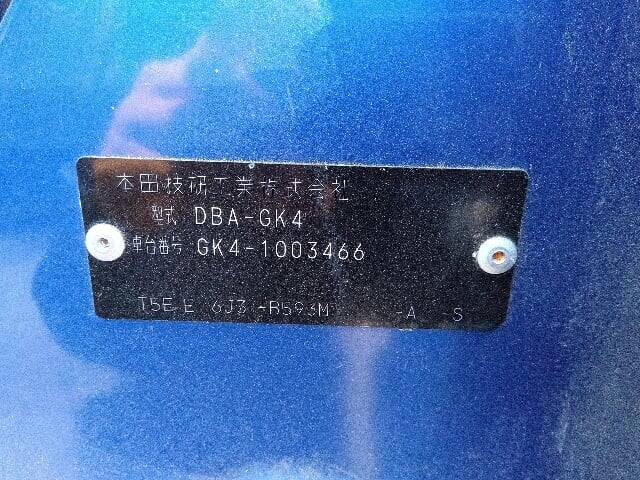 本田技研工業株式会社
型式 DBA-GK4
車台番号 GK4-1003466
T5E E 6J3 -B593M -A -S